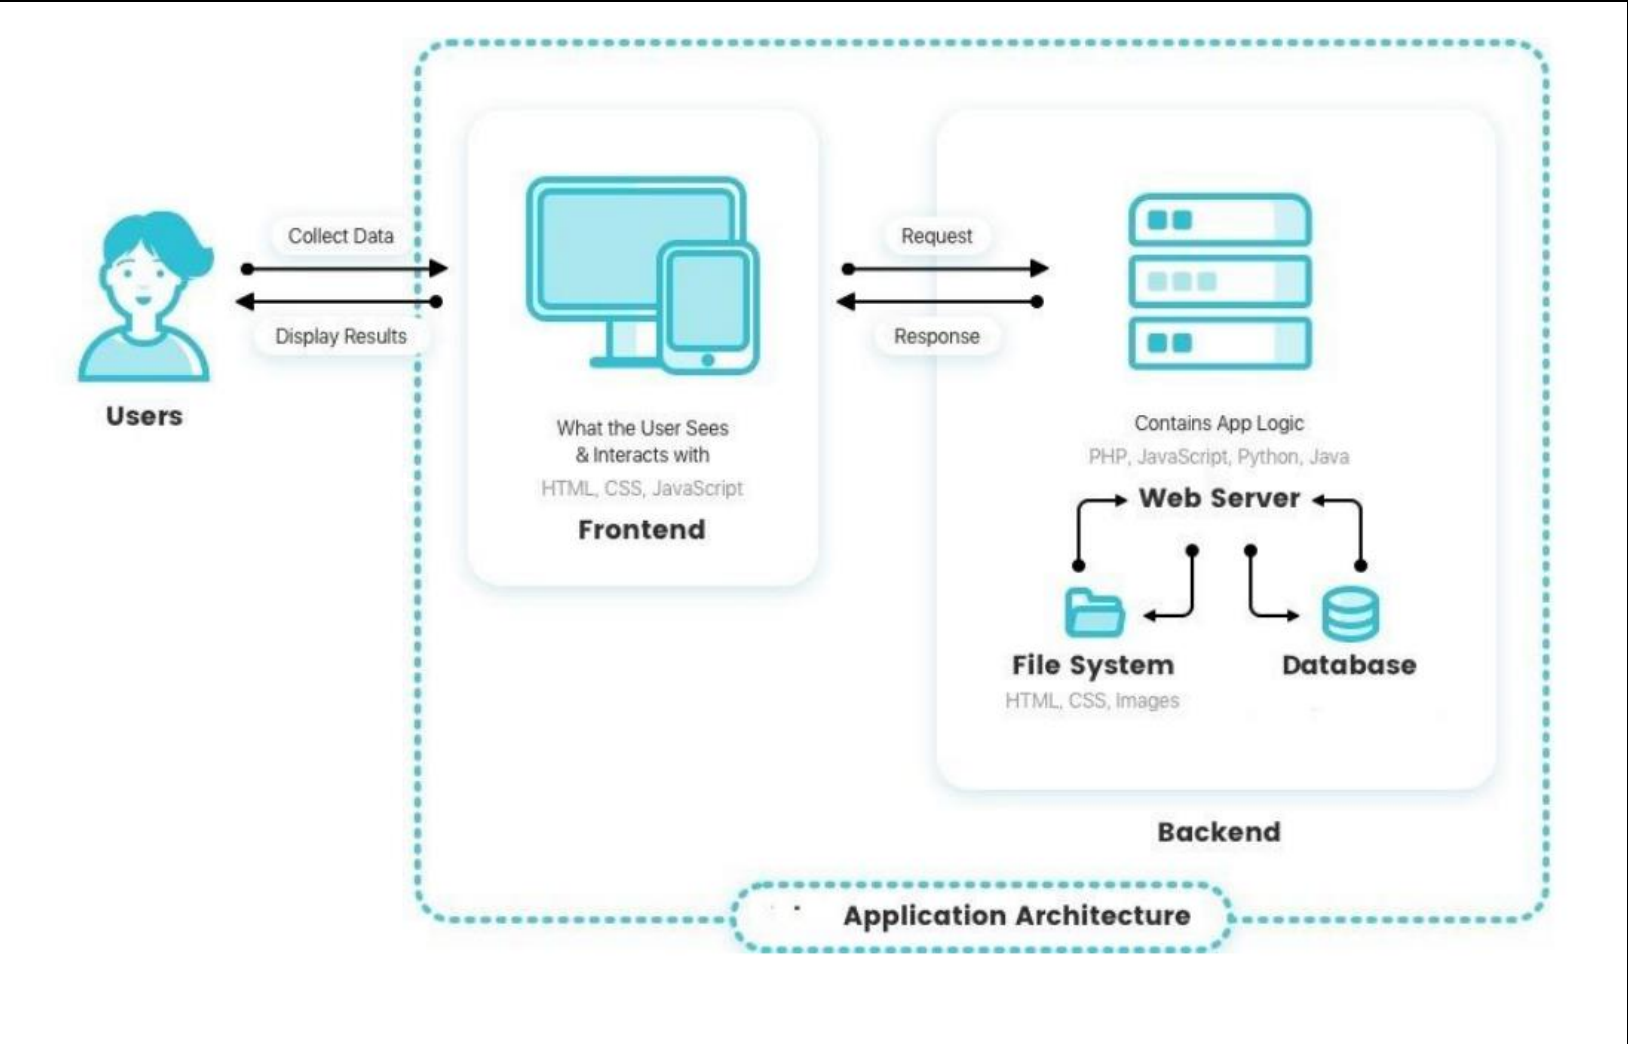 Collect Data
Display Results
Users
What the User Sees
& Interacts with
HTML, CSS, JavaScript
Frontend
Request
Response
Contains App Logic
PHP, JavaScript, Python, Java
Web Server
File System
HTML, CSS, Images
Database
Backend
Application Architecture